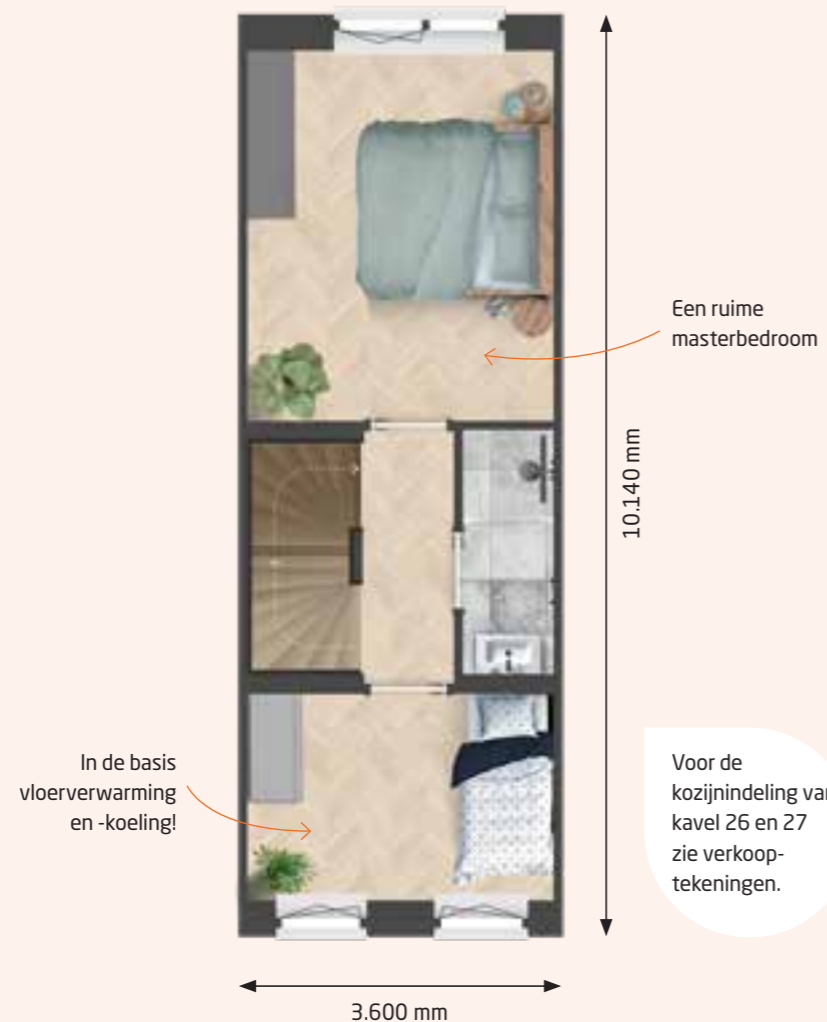 Een ruime
masterbedroom
10.140 mm
In de basis
vloerverwarming
en -koeling!
Voor de
kozijnindeling van
kavel 26 en 27
zie verkoop-
tekeningen.
3.600 mm